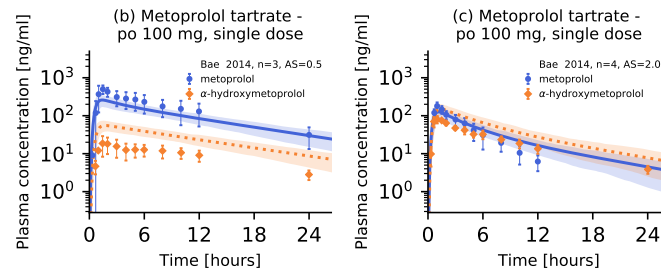 (b) Metoprolol tartrate -
po 100 mg, single dose
Plasma concentration [ng/ml]
10³
10²
10¹
10⁰
Bae 2014, n=3, AS=0.5
metoprolol
α-hydroxymetoprolol
0 6 12 18 24
Time [hours]
(c) Metoprolol tartrate -
po 100 mg, single dose
Plasma concentration [ng/ml]
10³
10²
10¹
10⁰
Bae 2014, n=4, AS=2.0
metoprolol
α-hydroxymetoprolol
0 6 12 18 24
Time [hours]